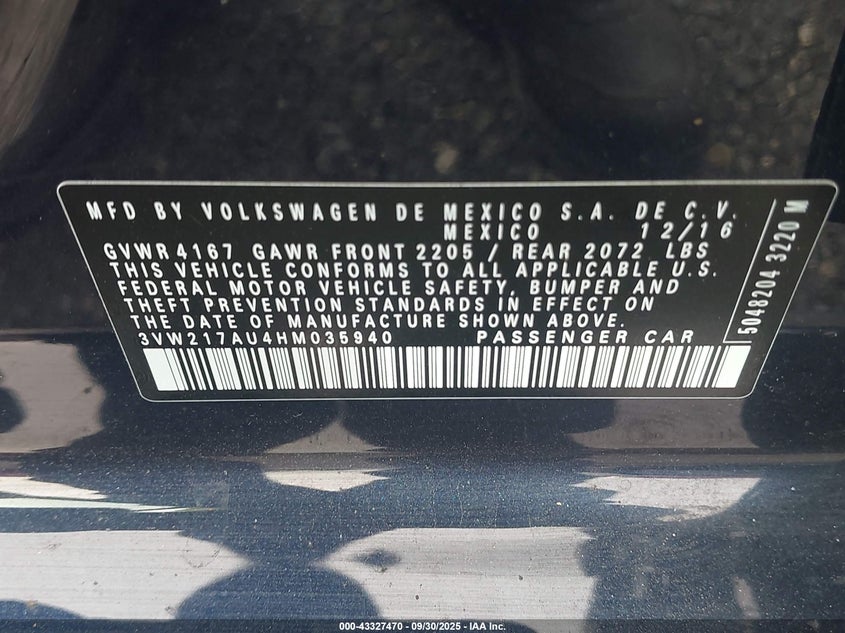 MFD BY VOLKSWAGEN DE MEXICO S.A. DE C.V.
MEXICO 12/16
GVWR 4167 GAWR FRONT 2205 / REAR 2072 LBS
THIS VEHICLE CONFORMS TO ALL APPLICABLE U.S.
FEDERAL MOTOR VEHICLE SAFETY, BUMPER AND
THEFT PREVENTION STANDARDS IN EFFECT ON
THE DATE OF MANUFACTURE SHOWN ABOVE.
3VW217AU4HM035940 PASSENGER CAR
5048204 3220 M
000-43327470 — 09/30/2025 — IAA Inc.